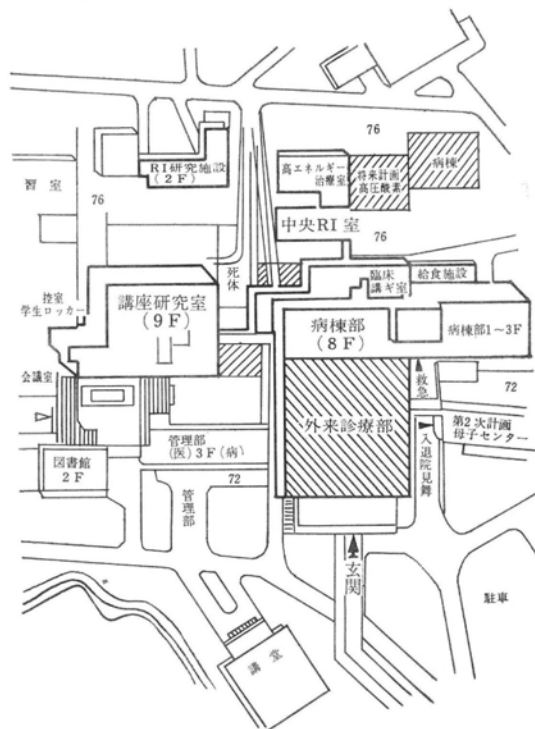 76
病棟
高エネルギー
治療室
将来計画
高圧酸素
RI研究施設
(2F)
習室
76
中央RI室
76
死体
臨床
講ギ室
給食施設
控室
学生ロッカー
講座研究室
(9F)
病棟部
(8F)
病棟部1~3F
会議室
救急
72
外来診療部
第2次計画
母子センター
入退院見舞
管理部
(医)3F(病)
図書館
2F
72
管理部
玄関
駐車
講堂